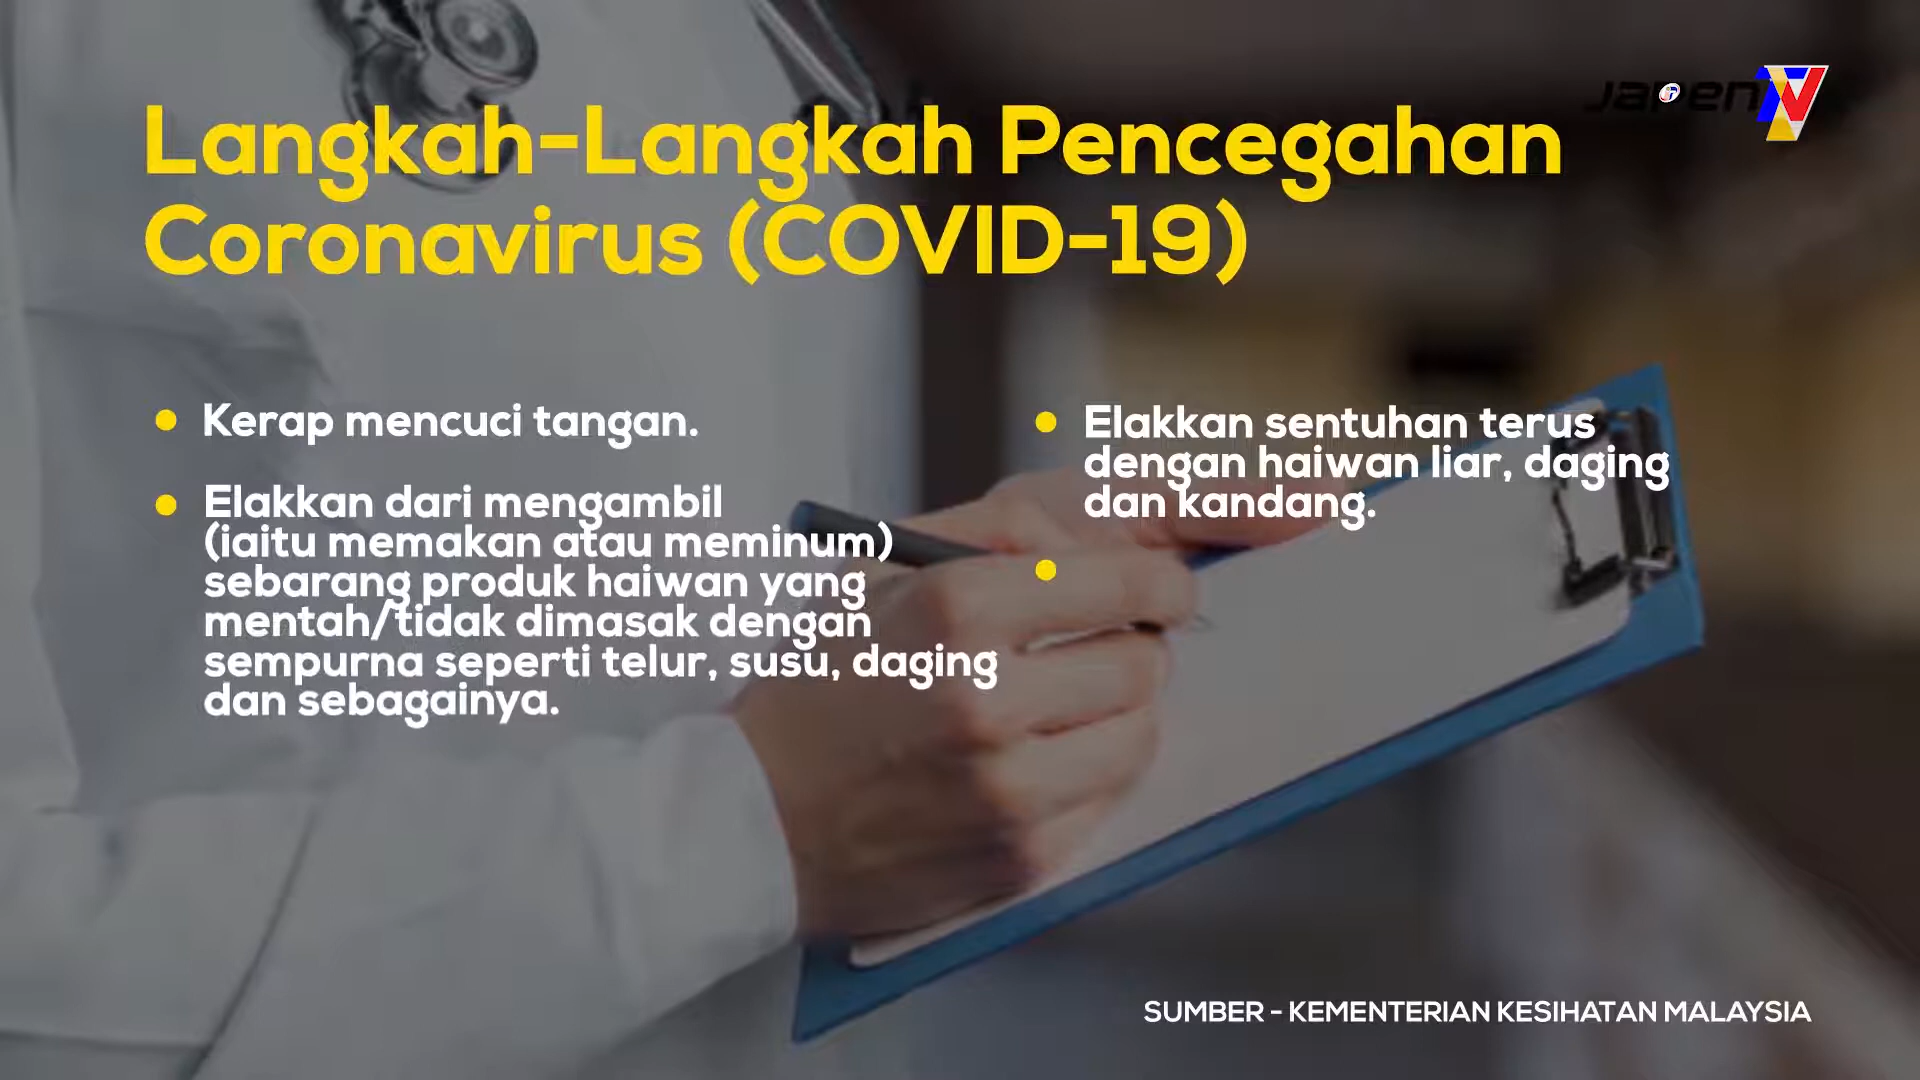 Japen TV
Langkah-Langkah Pencegahan
Coronavirus (COVID-19)
Kerap mencuci tangan.
Elakkan dari mengambil
(iaitu memakan atau meminum)
sebarang produk haiwan yang
mentah/tidak dimasak dengan
sempurna seperti telur, susu, daging
dan sebagainya.
Elakkan sentuhan terus
dengan haiwan liar, daging
dan kandang.
SUMBER - KEMENTERIAN KESIHATAN MALAYSIA